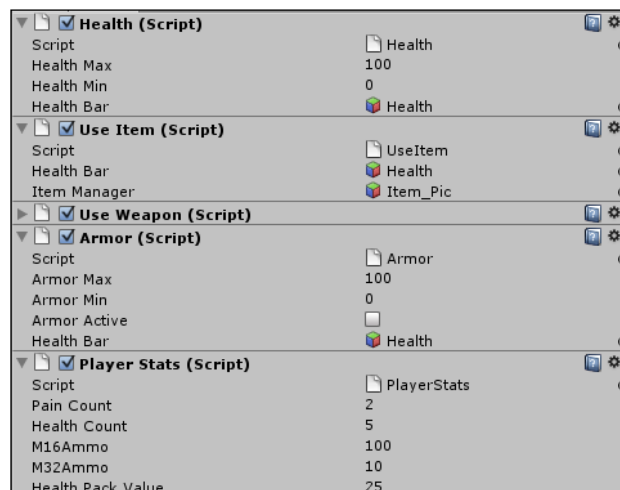 Health (Script)
Script Health
Health Max 100
Health Min 0
Health Bar Health
Use Item (Script)
Script UseItem
Health Bar Health
Item Manager Item_Pic
Use Weapon (Script)
Armor (Script)
Script Armor
Armor Max 100
Armor Min 0
Armor Active
Health Bar Health
Player Stats (Script)
Script PlayerStats
Pain Count 2
Health Count 5
M16Ammo 100
M32Ammo 10
Health Pack Value 25